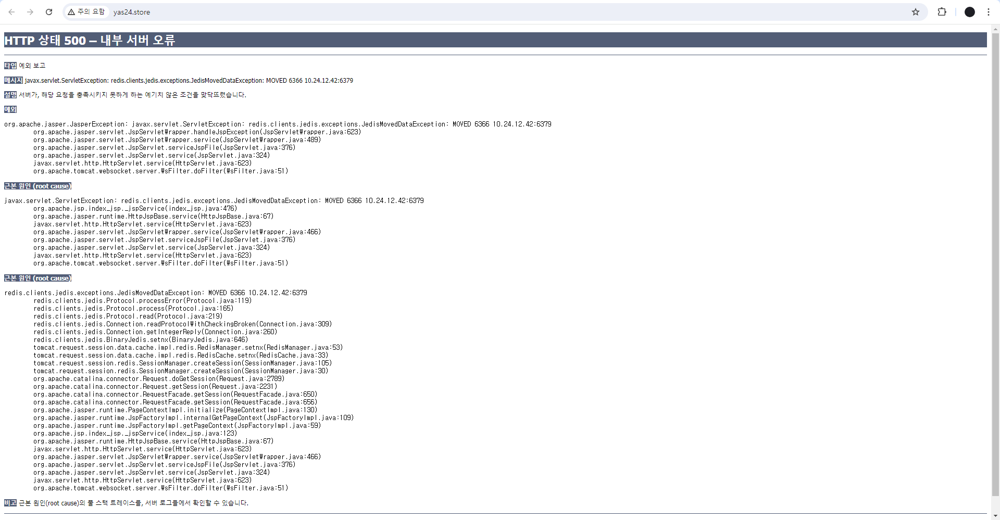 주의 요함 yas24.store
HTTP 상태 500 – 내부 서버 오류
타입 예외 보고
메시지 javax.servlet.ServletException: redis.clients.jedis.exceptions.JedisMovedDataException: MOVED 6366 10.24.12.42:6379
설명 서버가, 해당 요청을 충족시키지 못하게 하는 예기치 않은 조건을 맞닥뜨렸습니다.
예외
org.apache.jasper.JasperException: javax.servlet.ServletException: redis.clients.jedis.exceptions.JedisMovedDataException: MOVED 6366 10.24.12.42:6379
org.apache.jasper.servlet.JspServletWrapper.handleJspException(JspServletWrapper.java:623)
org.apache.jasper.servlet.JspServletWrapper.service(JspServletWrapper.java:489)
org.apache.jasper.servlet.JspServlet.serviceJspFile(JspServlet.java:376)
org.apache.jasper.servlet.JspServlet.service(JspServlet.java:324)
javax.servlet.http.HttpServlet.service(HttpServlet.java:623)
org.apache.tomcat.websocket.server.WsFilter.doFilter(WsFilter.java:51)
근본 원인 (root cause)
javax.servlet.ServletException: redis.clients.jedis.exceptions.JedisMovedDataException: MOVED 6366 10.24.12.42:6379
org.apache.jsp.index_jsp._jspService(index_jsp.java:476)
org.apache.jasper.runtime.HttpJspBase.service(HttpJspBase.java:67)
javax.servlet.http.HttpServlet.service(HttpServlet.java:623)
org.apache.jasper.servlet.JspServletWrapper.service(JspServletWrapper.java:466)
org.apache.jasper.servlet.JspServlet.serviceJspFile(JspServlet.java:376)
org.apache.jasper.servlet.JspServlet.service(JspServlet.java:324)
javax.servlet.http.HttpServlet.service(HttpServlet.java:623)
org.apache.tomcat.websocket.server.WsFilter.doFilter(WsFilter.java:51)
근본 원인 (root cause)
redis.clients.jedis.exceptions.JedisMovedDataException: MOVED 6366 10.24.12.42:6379
redis.clients.jedis.Protocol.processError(Protocol.java:119)
redis.clients.jedis.Protocol.process(Protocol.java:165)
redis.clients.jedis.Protocol.read(Protocol.java:219)
redis.clients.jedis.Connection.readProtocolWithCheckingBroken(Connection.java:309)
redis.clients.jedis.Connection.getIntegerReply(Connection.java:260)
redis.clients.jedis.BinaryJedis.setnx(BinaryJedis.java:646)
tomcat.request.session.data.cache.impl.redis.RedisManager.setnx(RedisManager.java:53)
tomcat.request.session.data.cache.impl.redis.RedisCache.setnx(RedisCache.java:33)
tomcat.request.session.redis.SessionManager.createSession(SessionManager.java:105)
tomcat.request.session.redis.SessionManager.createSession(SessionManager.java:30)
org.apache.catalina.connector.Request.doGetSession(Request.java:2789)
org.apache.catalina.connector.Request.getSession(Request.java:2231)
org.apache.catalina.connector.RequestFacade.getSession(RequestFacade.java:650)
org.apache.catalina.connector.RequestFacade.getSession(RequestFacade.java:656)
org.apache.jasper.runtime.PageContextImpl.initialize(PageContextImpl.java:130)
org.apache.jasper.runtime.JspFactoryImpl.internalGetPageContext(JspFactoryImpl.java:109)
org.apache.jasper.runtime.JspFactoryImpl.getPageContext(JspFactoryImpl.java:59)
org.apache.jsp.index_jsp._jspService(index_jsp.java:123)
org.apache.jasper.runtime.HttpJspBase.service(HttpJspBase.java:67)
javax.servlet.http.HttpServlet.service(HttpServlet.java:623)
org.apache.jasper.servlet.JspServletWrapper.service(JspServletWrapper.java:466)
org.apache.jasper.servlet.JspServlet.serviceJspFile(JspServlet.java:376)
org.apache.jasper.servlet.JspServlet.service(JspServlet.java:324)
javax.servlet.http.HttpServlet.service(HttpServlet.java:623)
org.apache.tomcat.websocket.server.WsFilter.doFilter(WsFilter.java:51)
비고 근본 원인(root cause)의 풀 스택 트레이스를, 서버 로그들에서 확인할 수 있습니다.